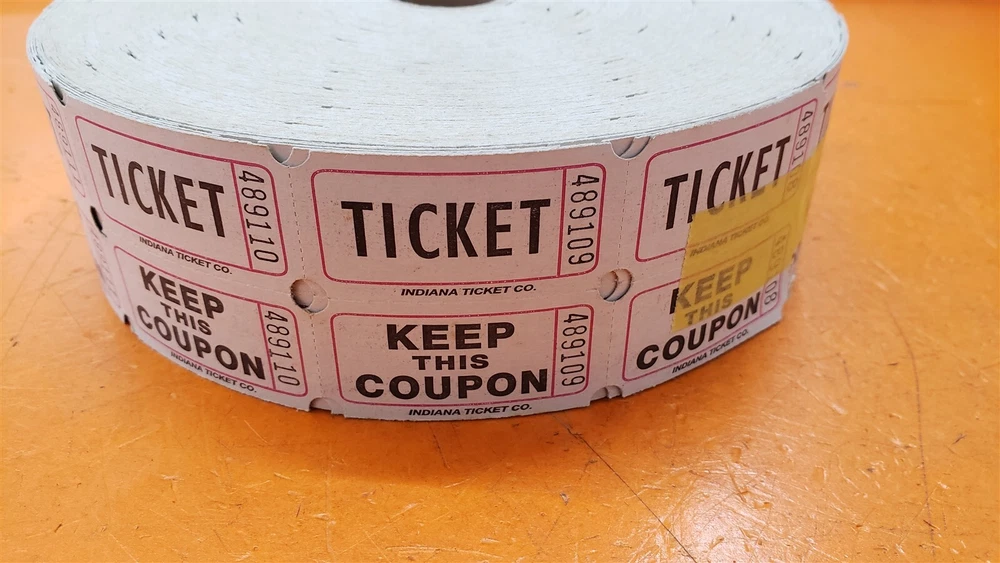 TICKET
489110
INDIANA TICKET CO.
KEEP
THIS
COUPON
489110
INDIANA TICKET CO.
TICKET
489109
INDIANA TICKET CO.
KEEP
THIS
COUPON
489109
INDIANA TICKET CO.
TICKET
INDIANA TICKET CO.
KEEP
THIS
COUPON
INDIANA TICKET CO.